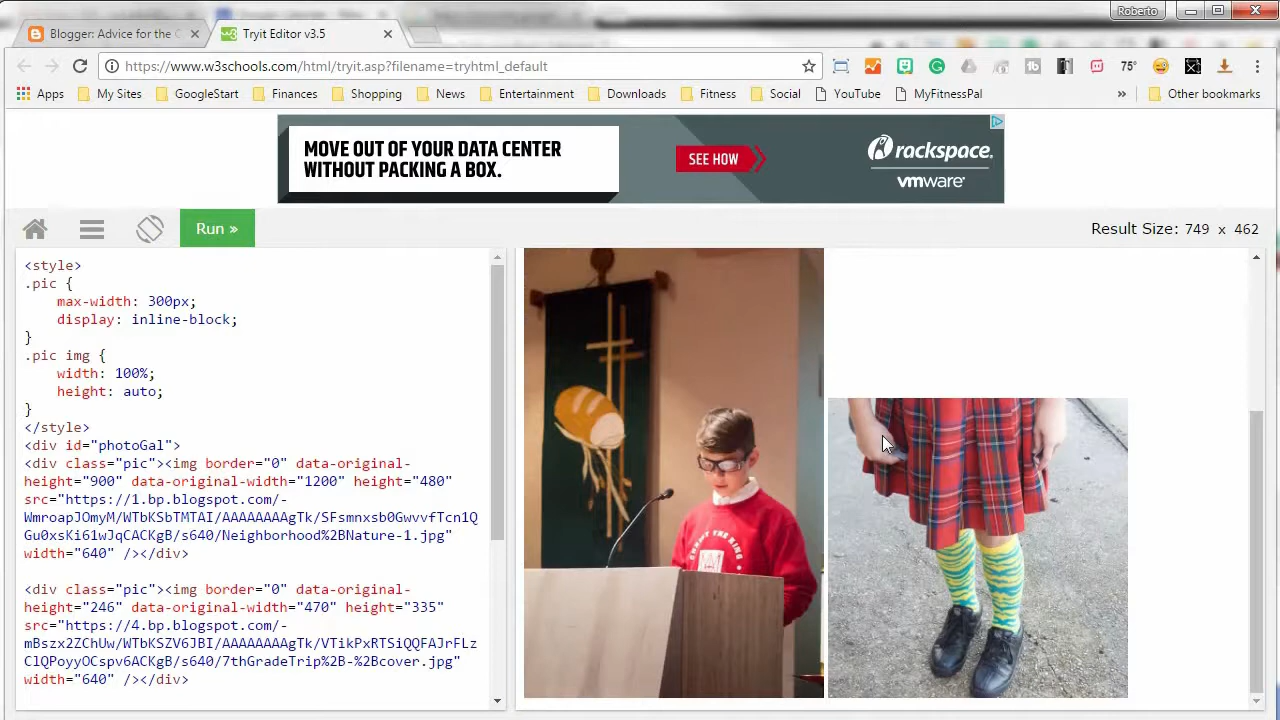 Roberto
Blogger: Advice for the C
Tryit Editor v3.5
https://www.w3schools.com/html/tryit.asp?filename=tryhtml_default
75°
Apps My Sites GoogleStart Finances Shopping News Entertainment Downloads Fitne Social YouTube MyFitnessPal » Other bookmarks
MOVE OUT OF YOUR DATA CENTER
WITHOUT PACKING A BOX.
SEE HOW
rackspace.
vmware
Run »
Result Size: 749 x 462
<style>
.pic {
max-width: 300px;
display: inline-block;
}
.pic img {
width: 100%;
height: auto;
}
</style>
<div id="photoGal">
<div class="pic"><img border="0" data-original-
height="900" data-original-width="1200" height="480"
src="https://1.bp.blogspot.com/-
WmroapJOmyM/WTbKSbTMTAI/AAAAAAAAgTk/SFsmnxsb0GwvvfTcn1Q
Gu0xsKi61wJqCACKgB/s640/Neighborhood%2BNature-1.jpg"
width="640" /></div>
<div class="pic"><img border="0" data-original-
height="246" data-original-width="470" height="335"
src="https://4.bp.blogspot.com/-
mBszx2ZChUw/WTbKSZV6JBI/AAAAAAAAgTk/VTikPxRTSiQQFAJrFLz
ClQPoyyOCspv6ACKgB/s640/7thGradeTrip%2B-%2Bcover.jpg"
width="640" /></div>
CHRIST THE KING